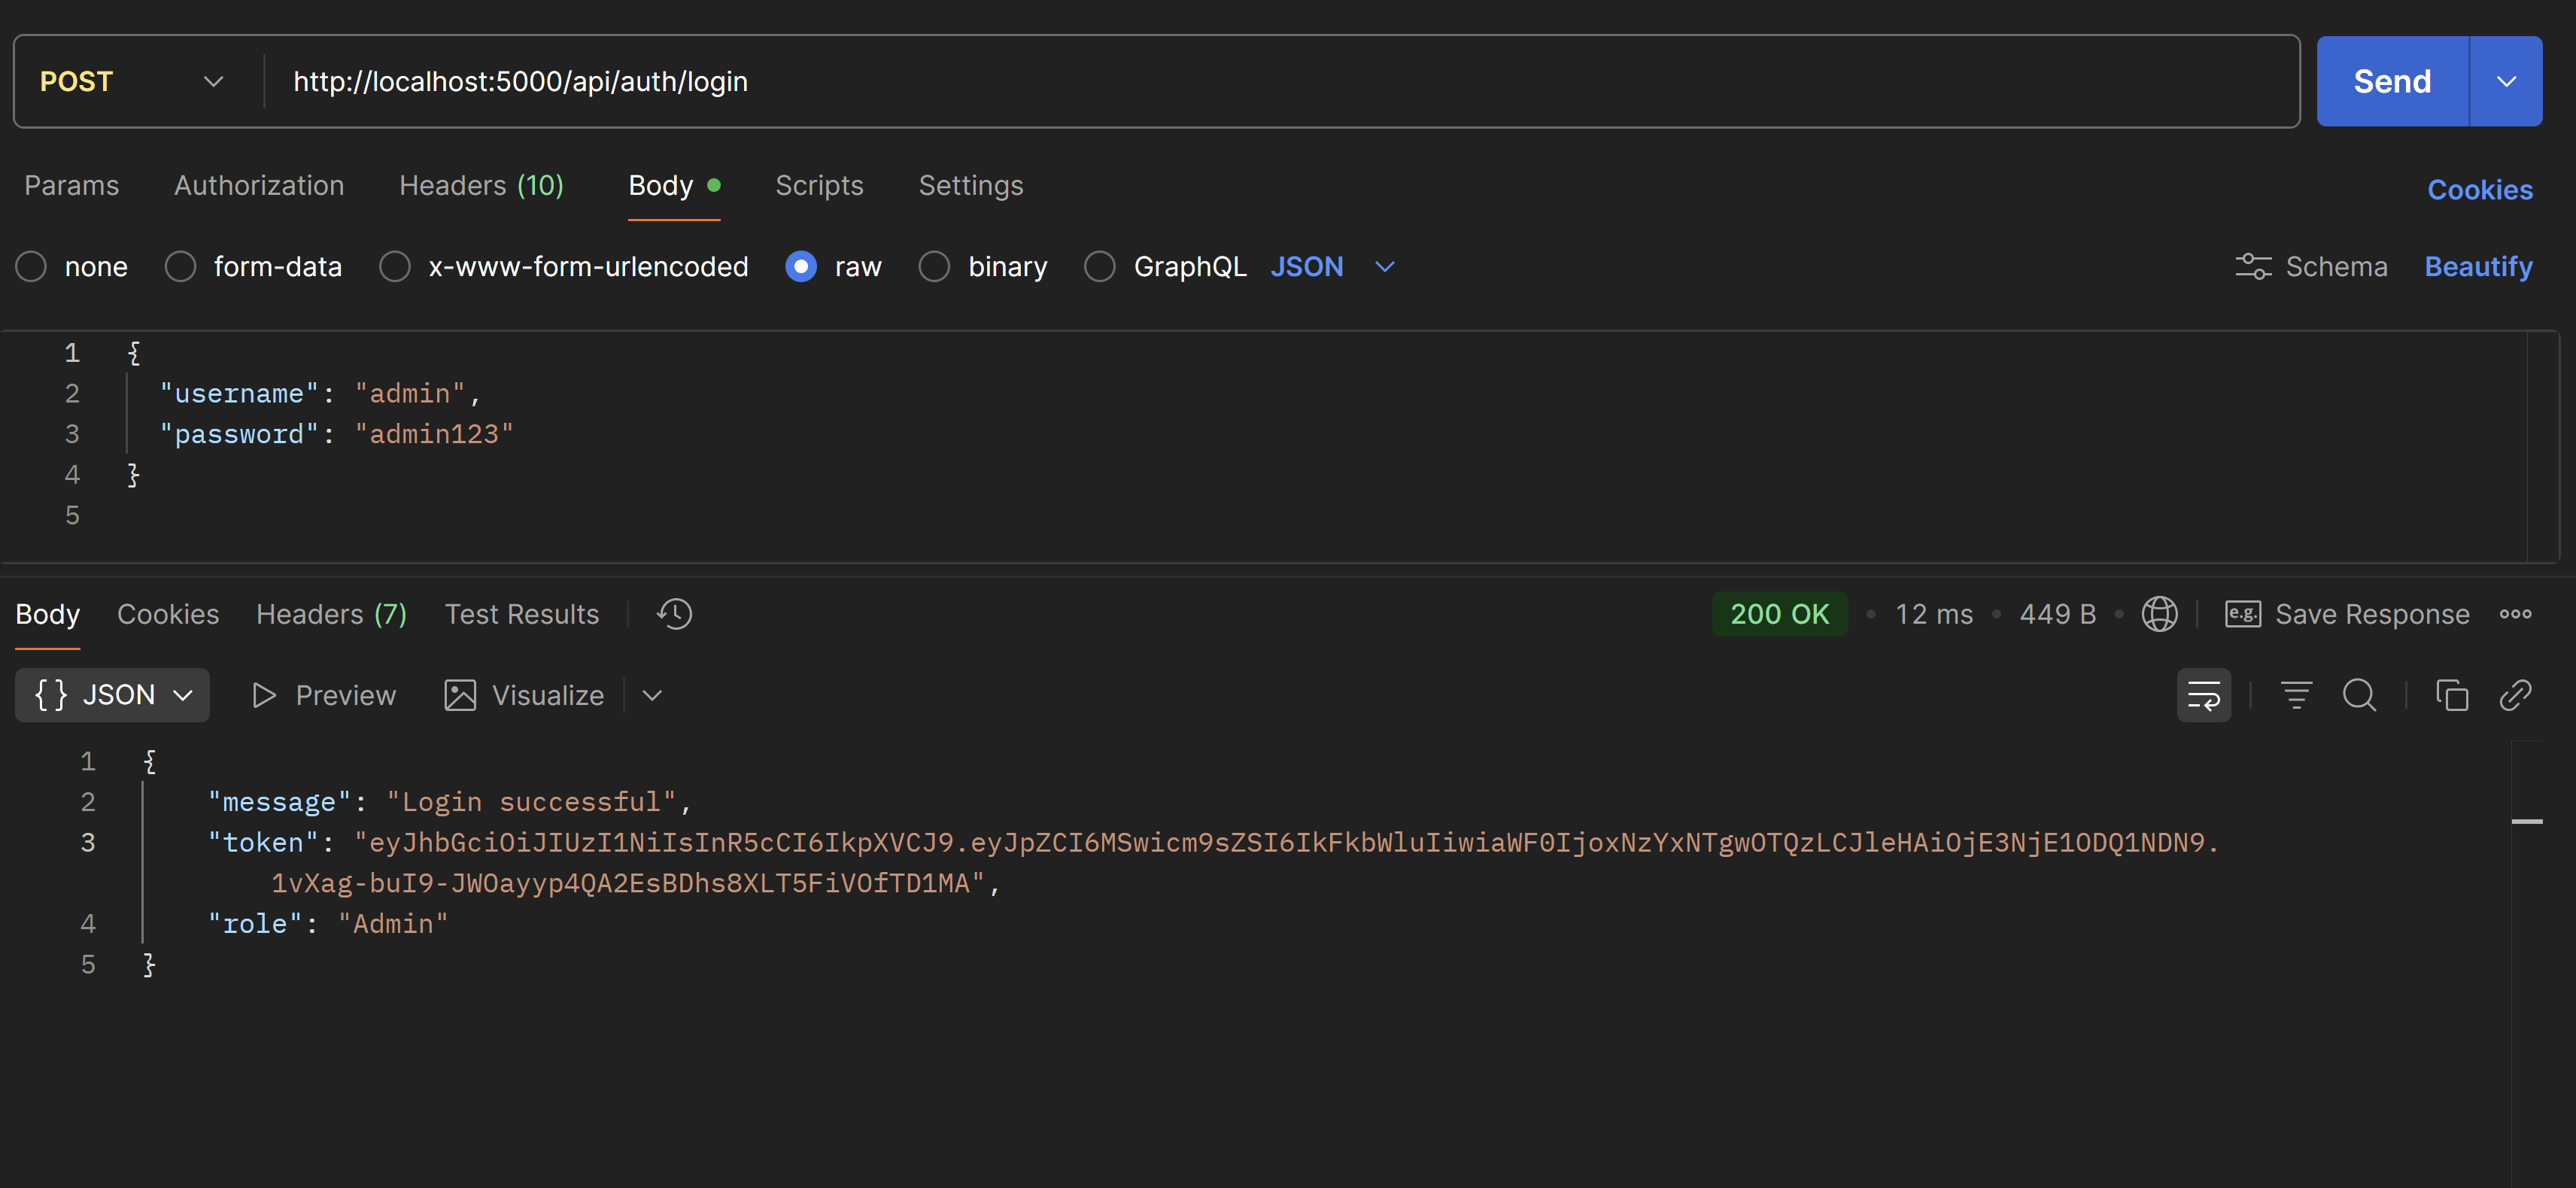 POST http://localhost:5000/api/auth/login Send
Params Authorization Headers (10) Body Scripts Settings Cookies
none form-data x-www-form-urlencoded raw binary GraphQL JSON Schema Beautify
1 {
2 "username": "admin",
3 "password": "admin123"
4 }
5
Body Cookies Headers (7) Test Results 200 OK • 12 ms • 449 B • e.g. Save Response
{} JSON Preview Visualize
1 {
2 "message": "Login successful",
3 "token": "eyJhbGciOiJIUzI1NiIsInR5cCI6IkpXVCJ9.eyJpZCI6MSwicm9sZSI6IkFkbWluIiwiaWF0IjoxNzYxNTgwOTQzLCJleHAiOjE3NjE1ODQ1NDN9.
1vXag-buI9-JWOayyp4QA2EsBDhs8XLT5FiVOfTD1MA",
4 "role": "Admin"
5 }